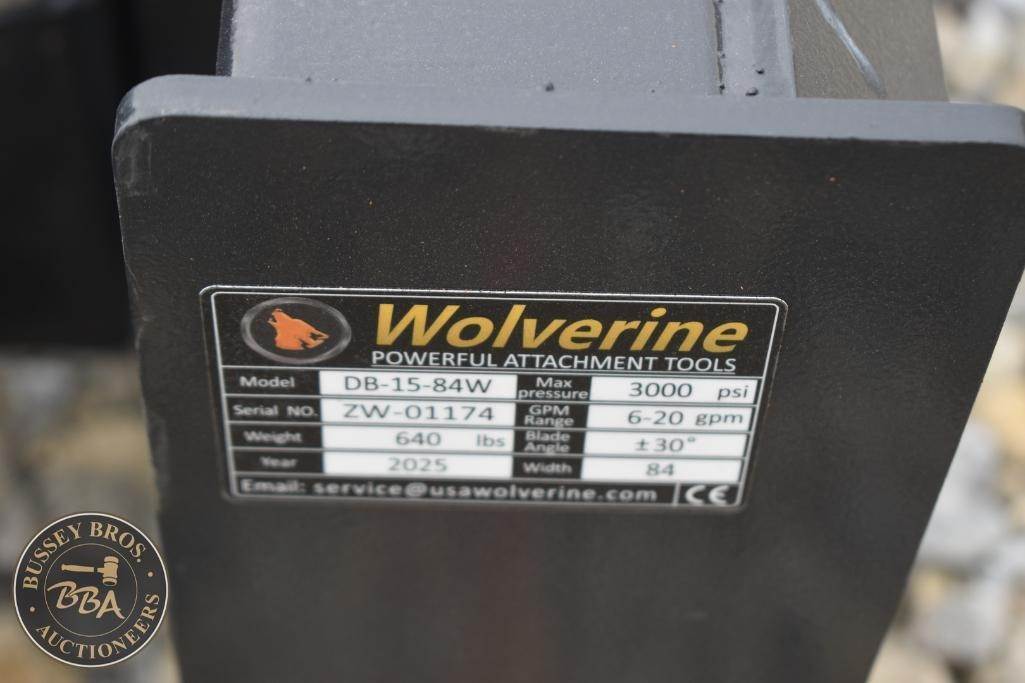 Wolverine
POWERFUL ATTACHMENT TOOLS
Model DB-15-84W Max pressure 3000 psi
Serial NO. ZW-01174 GPM Range 6-20 gpm
Weight 640 lbs Blade Angle ±30°
Year 2025 Width 84
Email: service@usawolverine.com CE
BUSSEY BROS.
BBA
AUCTIONEERS